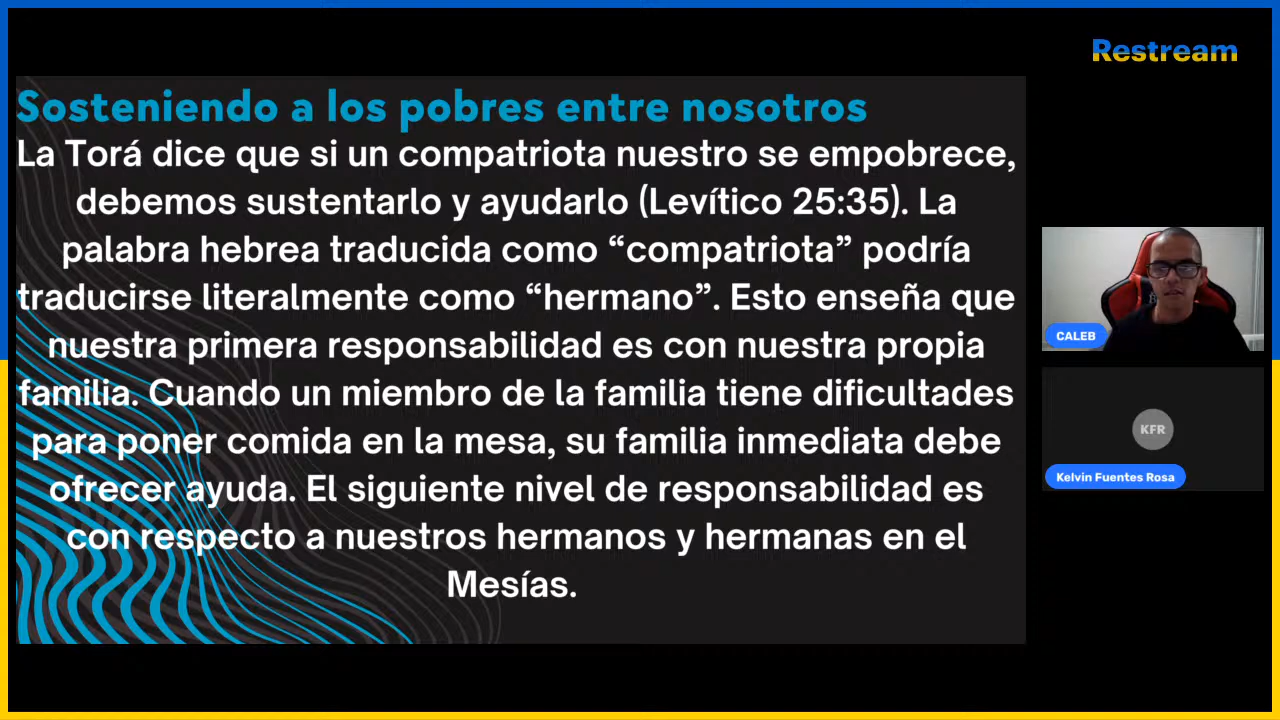 Restream
Sosteniendo a los pobres entre nosotros
La Torá dice que si un compatriota nuestro se empobrece,
debemos sustentarlo y ayudarlo (Levítico 25:35). La
palabra hebrea traducida como “compatriota” podría
traducirse literalmente como “hermano”. Esto enseña que
nuestra primera responsabilidad es con nuestra propia
familia. Cuando un miembro de la familia tiene dificultades
para poner comida en la mesa, su familia inmediata debe
ofrecer ayuda. El siguiente nivel de responsabilidad es
con respecto a nuestros hermanos y hermanas en el
Mesías.
CALEB
KFR
Kelvin Fuentes Rosa